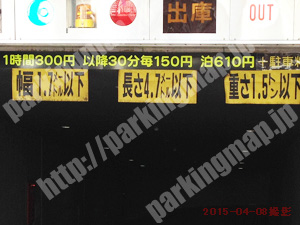 出庫 OUT
1時間300円 以降30分毎150円 泊610円+駐車料
幅1.7㍍以下 長さ4.7㍍以下 重さ1.5㌧以下
http://parkingmap.jp
parkingmap.jp
2015-04-08撮影